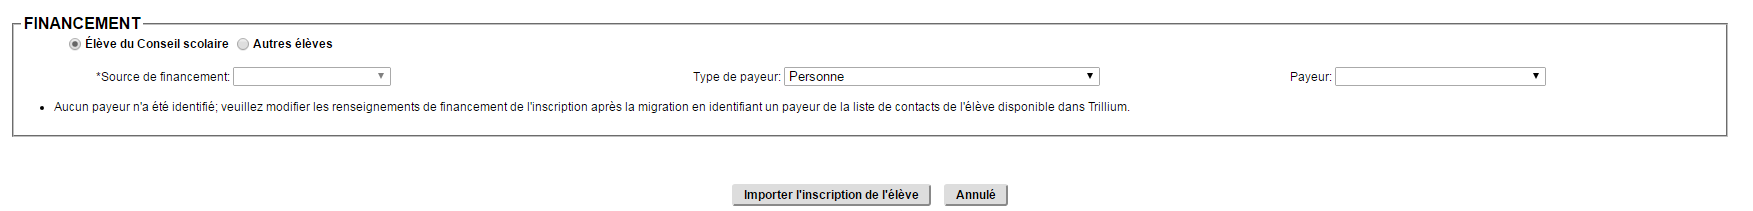 FINANCEMENT
Élève du Conseil scolaire Autres élèves
*Source de financement: Type de payeur: Personne Payeur:
Aucun payeur n'a été identifié; veuillez modifier les renseignements de financement de l'inscription après la migration en identifiant un payeur de la liste de contacts de l'élève disponible dans Trillium.
Importer l'inscription de l'élève Annulé